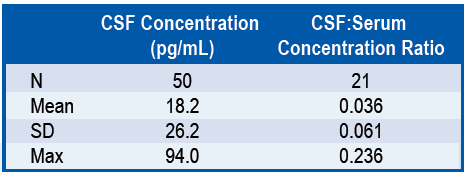 CSF Concentration (pg/mL) CSF:Serum Concentration Ratio
N 50 21
Mean 18.2 0.036
SD 26.2 0.061
Max 94.0 0.236